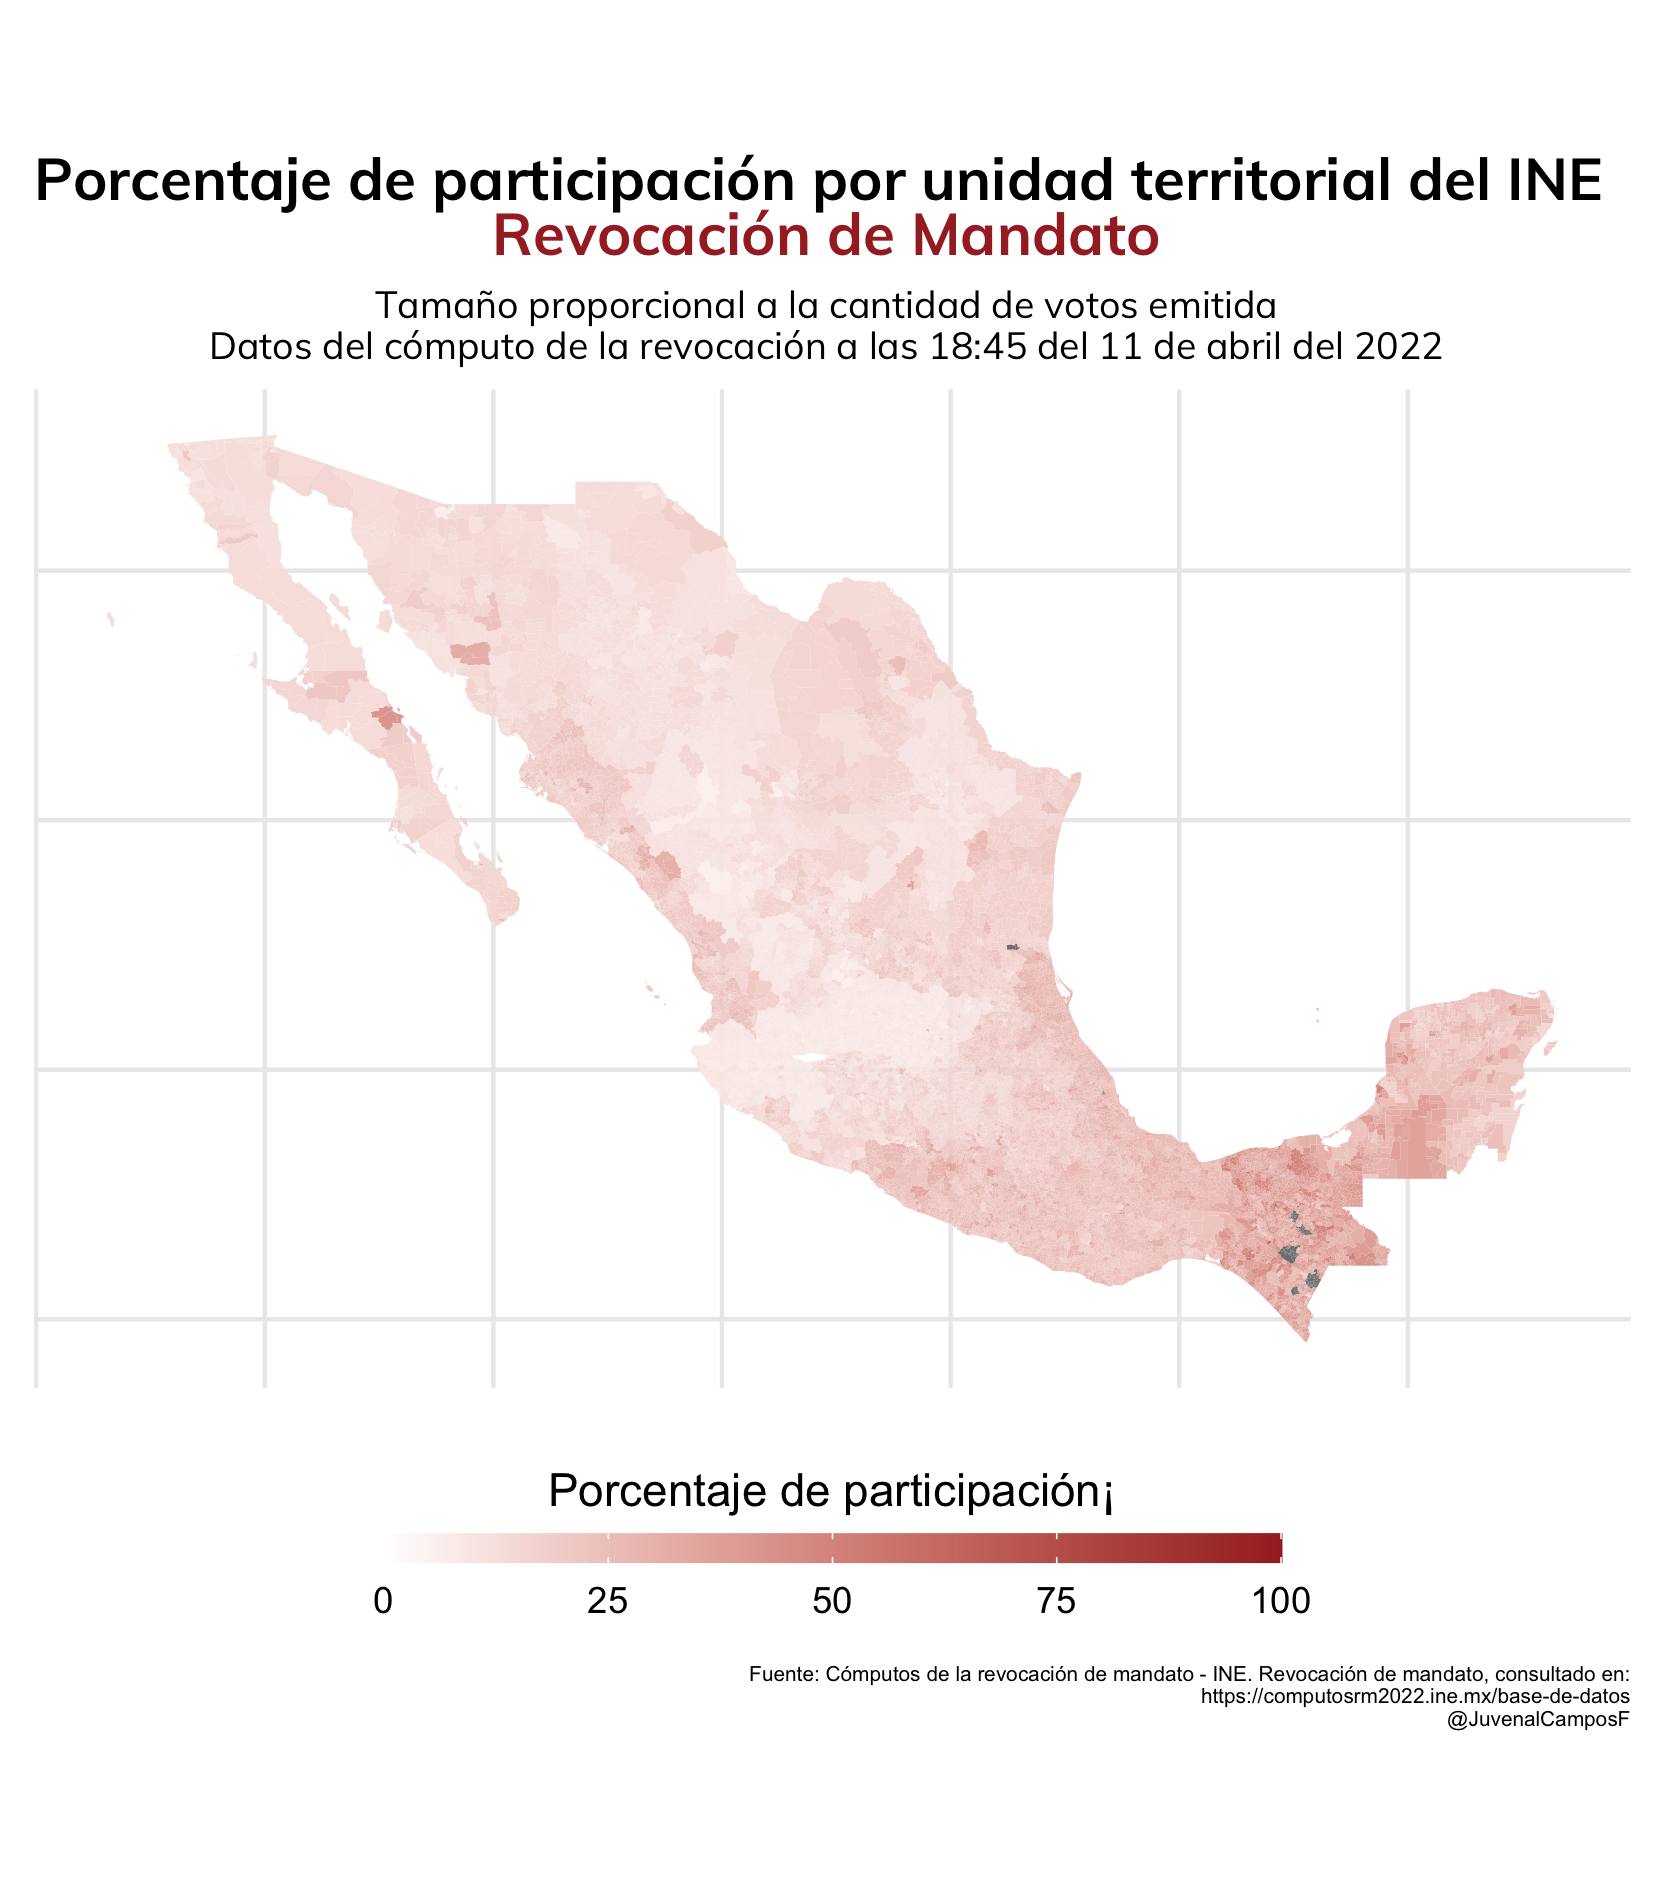 Porcentaje de participación por unidad territorial del INE
Revocación de Mandato
Tamaño proporcional a la cantidad de votos emitida
Datos del cómputo de la revocación a las 18:45 del 11 de abril del 2022
Porcentaje de participación¡
0 25 50 75 100
Fuente: Cómputos de la revocación de mandato - INE. Revocación de mandato, consultado en:
https://computosrm2022.ine.mx/base-de-datos
@JuvenalCamposF